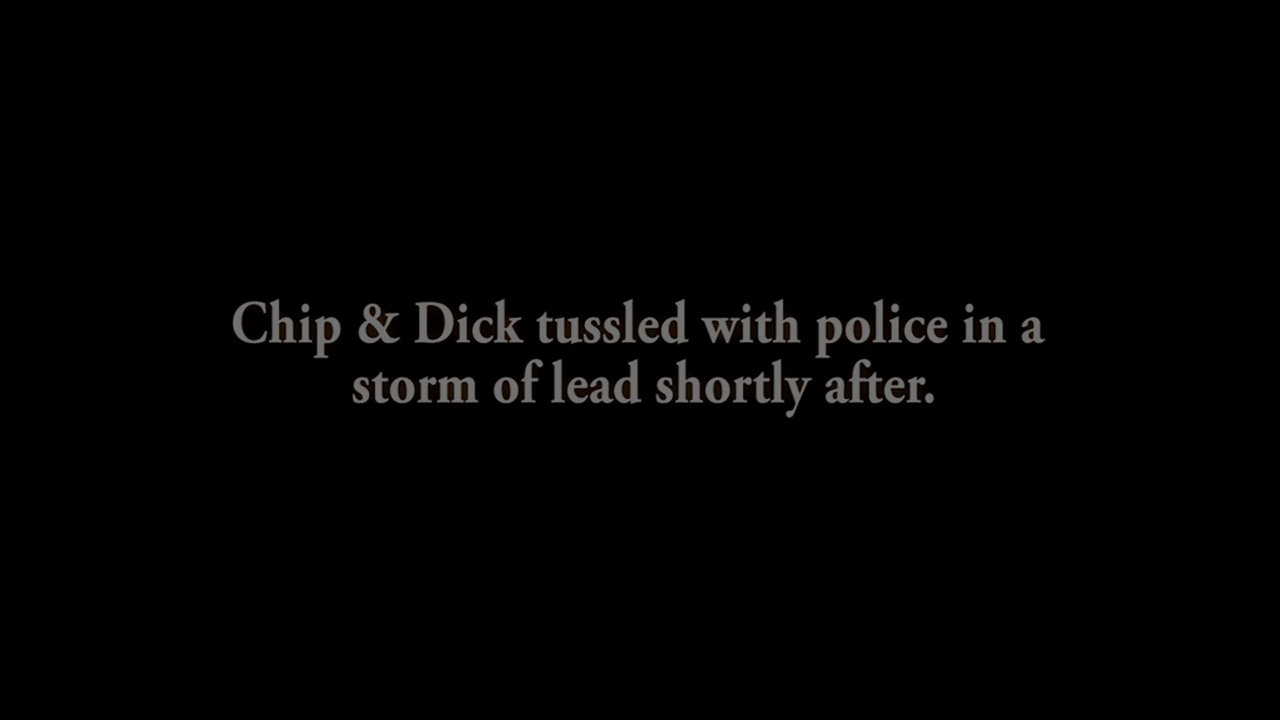 Chip & Dick tussled with police in a
storm of lead shortly after.